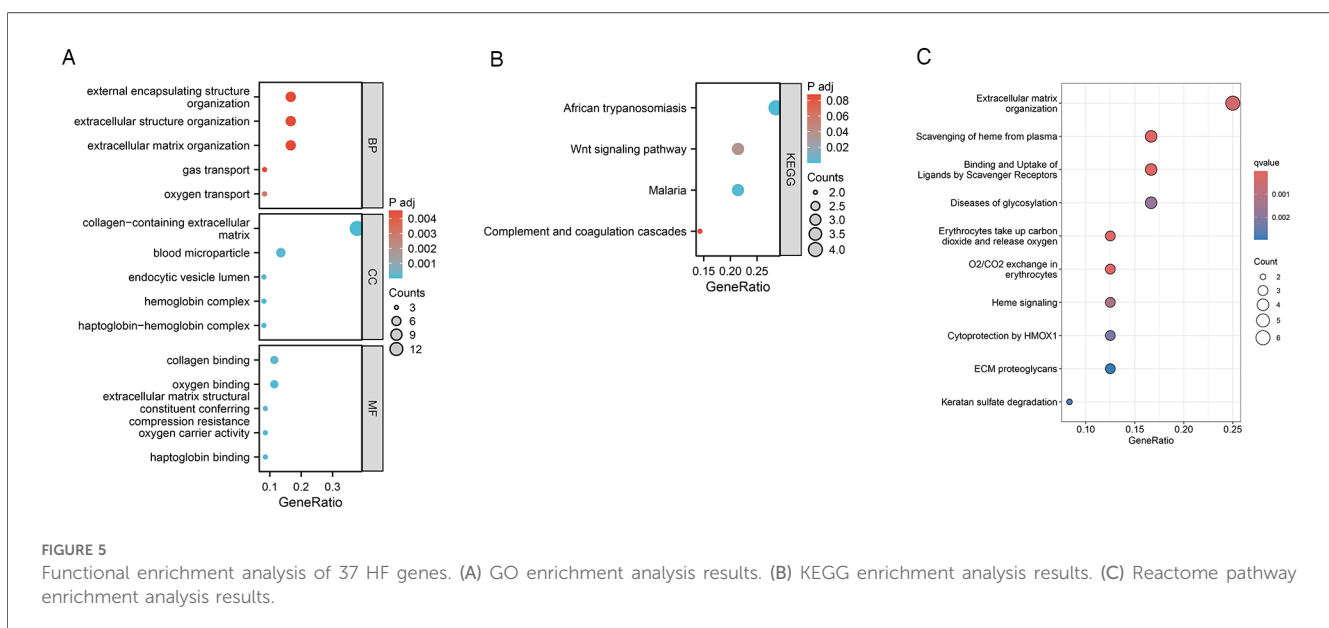 A
external encapsulating structure
organization
extracellular structure organization
extracellular matrix organization
gas transport
oxygen transport
BP
collagen-containing extracellular
matrix
blood microparticle
endocytic vesicle lumen
hemoglobin complex
haptoglobin-hemoglobin complex
CC
collagen binding
oxygen binding
extracellular matrix structural
constituent conferring
compression resistance
oxygen carrier activity
haptoglobin binding
MF
0.1 0.2 0.3
GeneRatio
P adj
0.004
0.003
0.002
0.001
Counts
3
6
9
12
B
African trypanosomiasis
Wnt signaling pathway
Malaria
Complement and coagulation cascades
KEGG
0.15 0.20 0.25
GeneRatio
P adj
0.08
0.06
0.04
0.02
Counts
2.0
2.5
3.0
3.5
4.0
C
Extracellular matrix
organization
Scavenging of heme from plasma
Binding and Uptake of
Ligands by Scavenger Receptors
Diseases of glycosylation
Erythrocytes take up carbon
dioxide and release oxygen
O2/CO2 exchange in
erythrocytes
Heme signaling
Cytoprotection by HMOX1
ECM proteoglycans
Keratan sulfate degradation
0.10 0.15 0.20 0.25
GeneRatio
qvalue
0.001
0.002
Count
2
3
4
5
6
FIGURE 5
Functional enrichment analysis of 37 HF genes. (A) GO enrichment analysis results. (B) KEGG enrichment analysis results. (C) Reactome pathway
enrichment analysis results.